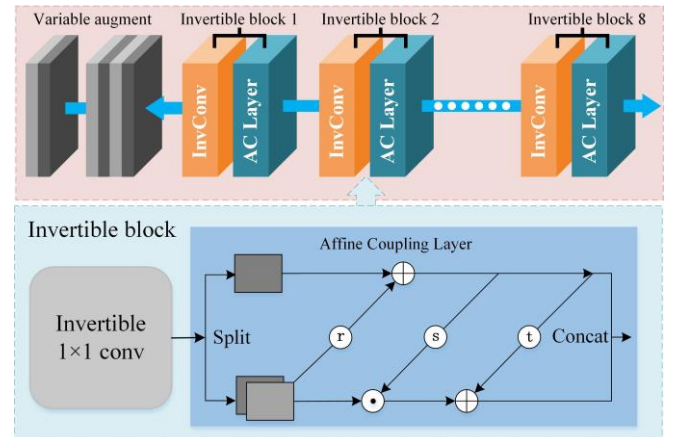 Variable augment
Invertible block 1
Invertible block 2
Invertible block 8
InvConv
AC Layer
InvConv
AC Layer
InvConv
AC Layer
Invertible block
Affine Coupling Layer
Invertible
1×1 conv
Split
r
s
t
Concat